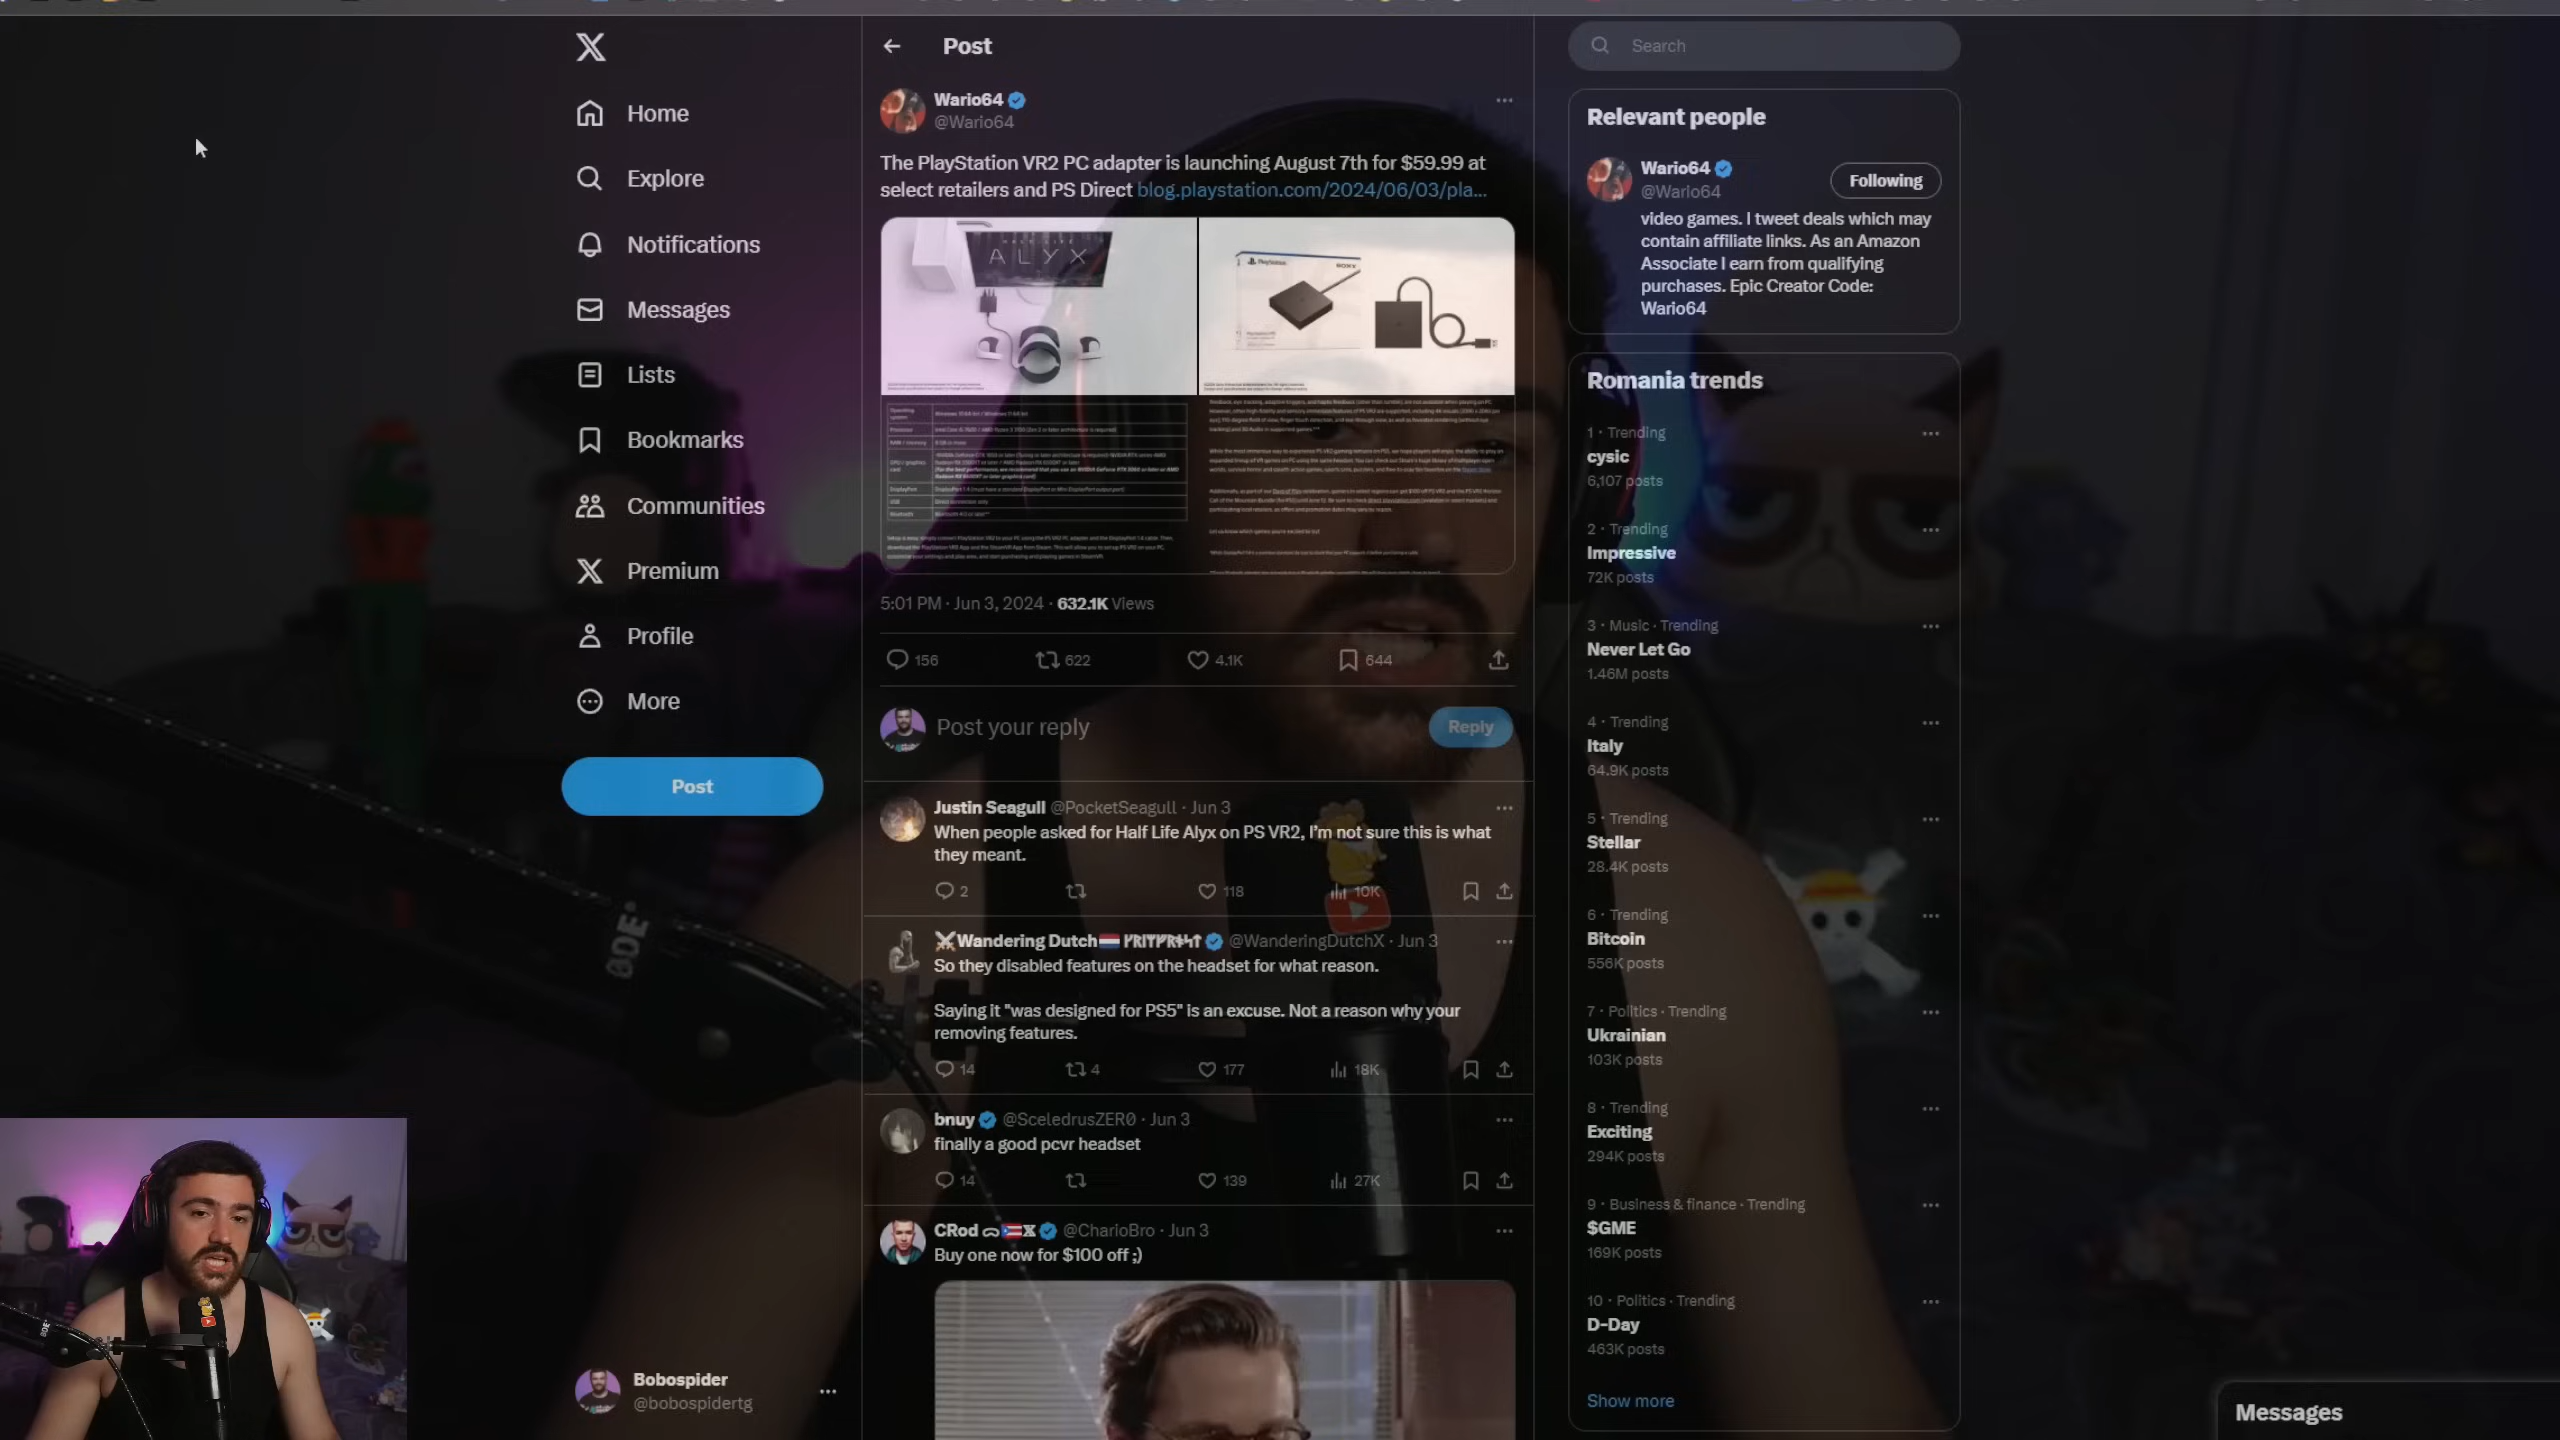 Home
Explore
Notifications
Messages
Lists
Bookmarks
Communities
Premium
Profile
More
Post
Bobospider
@bobospidertg
Post
Wario64
@Wario64
The PlayStation VR2 PC adapter is launching August 7th for $59.99 at
select retailers and PS Direct blog.playstation.com/2024/06/03/pla...
ALYX
PlayStation
SONY
5:01 PM · Jun 3, 2024 · 632.1K Views
156
622
4.1K
644
Post your reply
Reply
Justin Seagull @PocketSeagull · Jun 3
When people asked for Half Life Alyx on PS VR2, I'm not sure this is what
they meant.
2
118
10K
Wandering Dutch @WanderingDutchX · Jun 3
So they disabled features on the headset for what reason.
Saying it "was designed for PS5" is an excuse. Not a reason why your
removing features.
14
4
177
18K
bnuy @SceledrusZER0 · Jun 3
finally a good pcvr headset
14
139
27K
CRod @CharioBro · Jun 3
Buy one now for $100 off ;)
Search
Relevant people
Wario64
@Wario64
Following
video games. I tweet deals which may
contain affiliate links. As an Amazon
Associate I earn from qualifying
purchases. Epic Creator Code:
Wario64
Romania trends
1 · Trending
cysic
6,107 posts
2 · Trending
Impressive
72K posts
3 · Music · Trending
Never Let Go
1.46M posts
4 · Trending
Italy
64.9K posts
5 · Trending
Stellar
28.4K posts
6 · Trending
Bitcoin
556K posts
7 · Politics · Trending
Ukrainian
103K posts
8 · Trending
Exciting
294K posts
9 · Business & finance · Trending
$GME
169K posts
10 · Politics · Trending
D-Day
463K posts
Show more
Messages